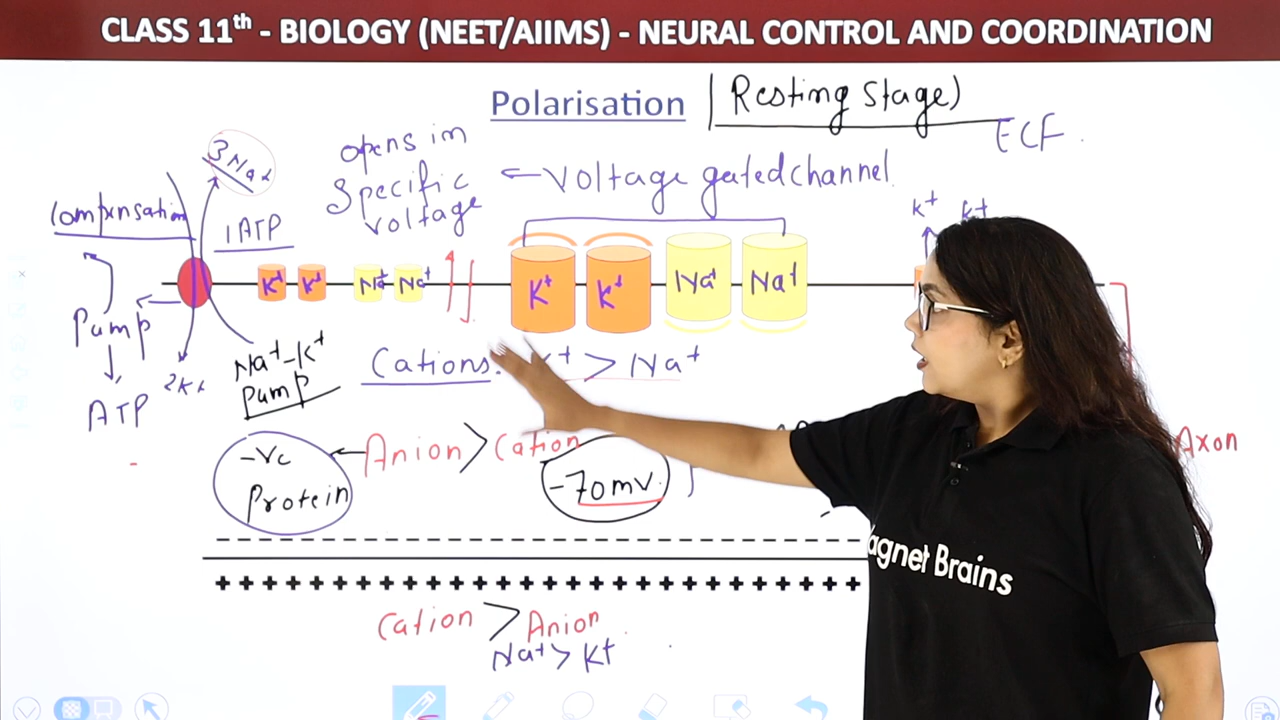 CLASS 11th - BIOLOGY (NEET/AIIMS) - NEURAL CONTROL AND COORDINATION
Polarisation (Resting Stage)
ECF
opens in
Specific
voltage
Voltage gated channel
3Na+
Compensation
1ATP
K+ K+
K+ K+ Na+ Na+
K+ K+ Na+ Na+
Pump
ATP
2K+
Na+-K+
Pump
Cations: K+ > Na+
Anion > Cation
-ve
Protein
-70mv.
Axon
Magnet Brains
Cation > Anion
Na+ > K+